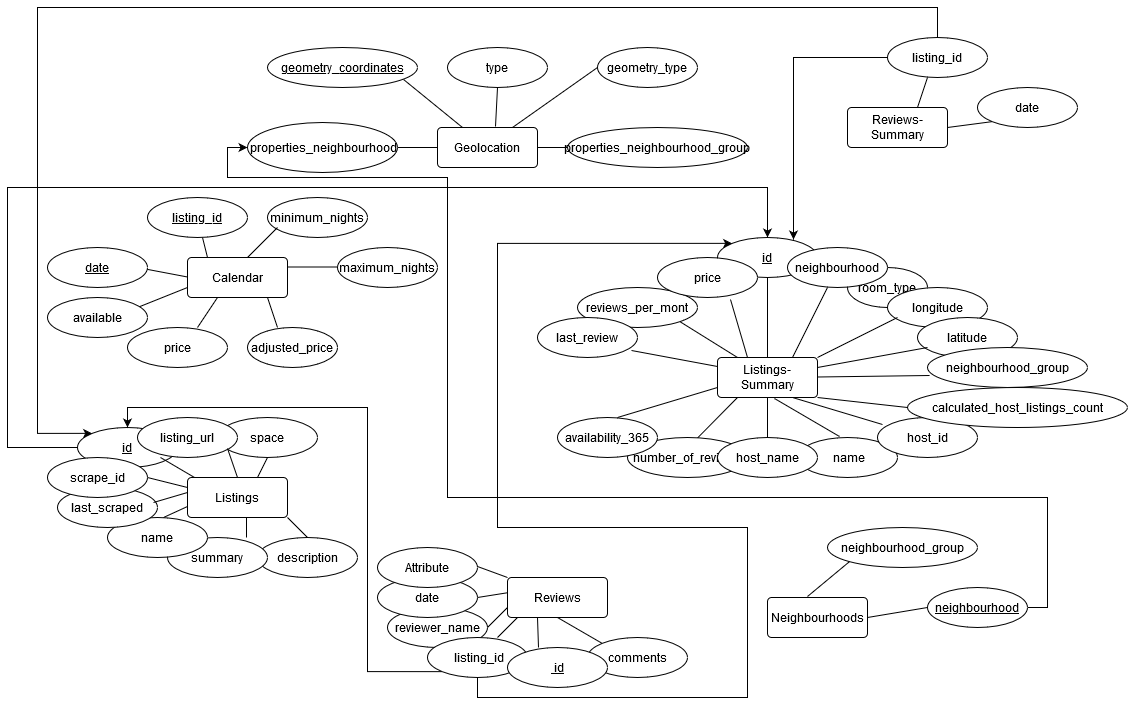 listing_id
geometry_coordinates
type
geometry_type
Reviews-
Summary
date
properties_neighbourhood
Geolocation
properties_neighbourhood_group
listing_id
minimum_nights
date
Calendar
maximum_nights
available
price
adjusted_price
id
neighbourhood
price
room_type
reviews_per_mont
longitude
last_review
latitude
Listings-
Summary
neighbourhood_group
calculated_host_listings_count
availability_365
number_of_revi
host_name
name
host_id
id
listing_url
space
scrape_id
Listings
last_scraped
name
summary
description
neighbourhood_group
Neighbourhoods
neighbourhood
Attribute
date
Reviews
reviewer_name
listing_id
id
comments